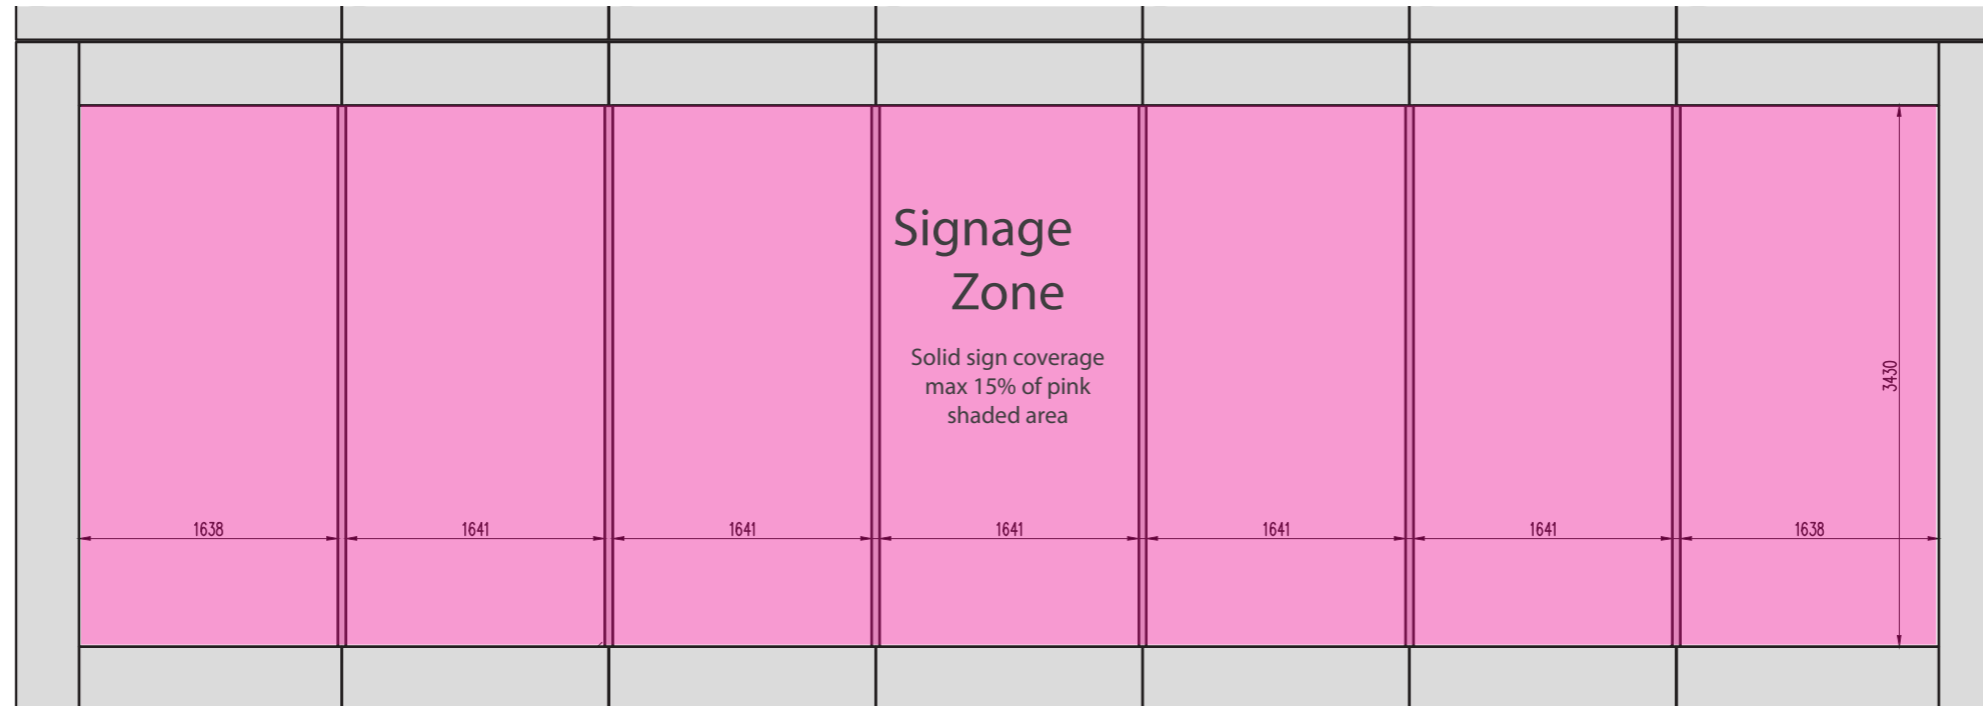 Signage
Zone
Solid sign coverage
max 15% of pink
shaded area
3430
1638
1641
1641
1641
1641
1641
1638